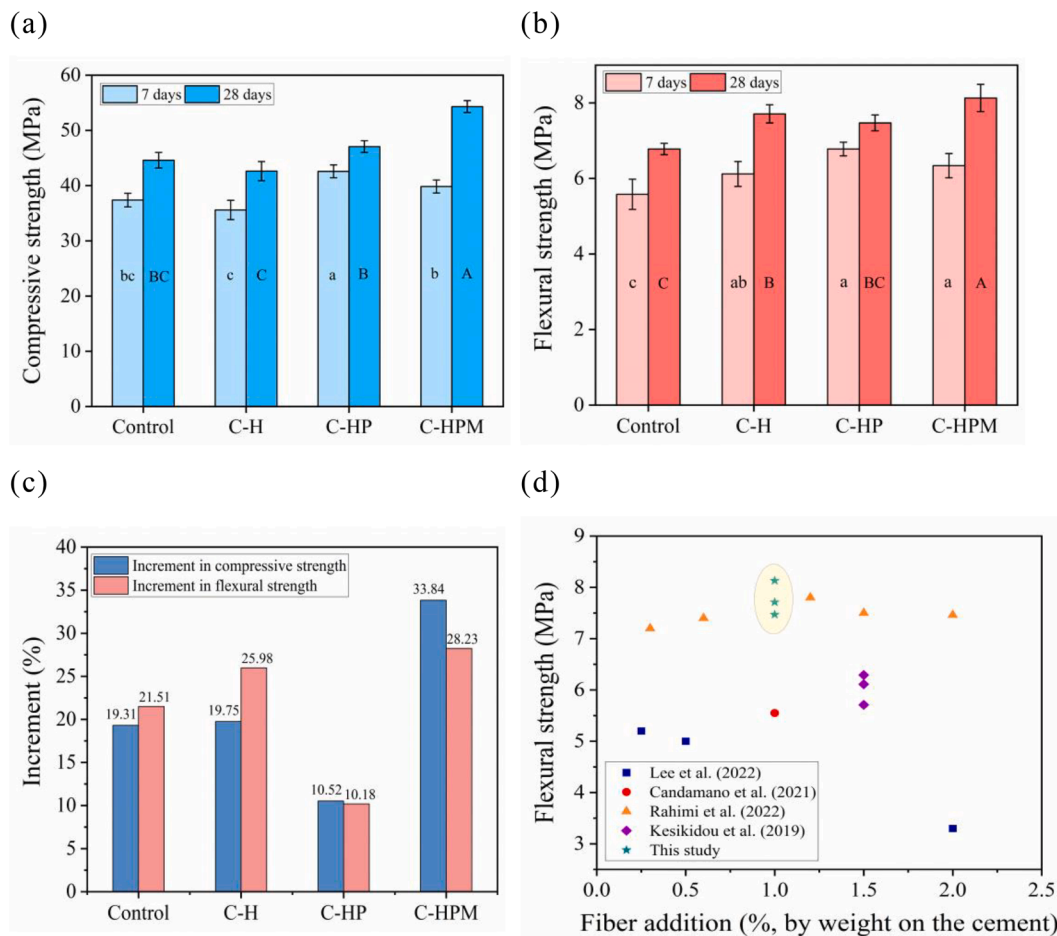 (a)
60
50
40
30
20
10
0
Compressive strength (MPa)
7 days 28 days
bc BC c C a B b A
Control C-H C-HP C-HPM
(b)
8
6
4
2
0
Flexural strength (MPa)
7 days 28 days
c C ab B a BC a A
Control C-H C-HP C-HPM
(c)
40
35
30
25
20
15
10
5
0
Increment (%)
Increment in compressive strength
Increment in flexural strength
19.31 21.51 19.75 25.98 10.52 10.18 33.84 28.23
Control C-H C-HP C-HPM
(d)
9
8
7
6
5
4
3
Flexural strength (MPa)
Lee et al. (2022)
Candamano et al. (2021)
Rahimi et al. (2022)
Kesikidou et al. (2019)
This study
0.0 0.5 1.0 1.5 2.0 2.5
Fiber addition (%, by weight on the cement)